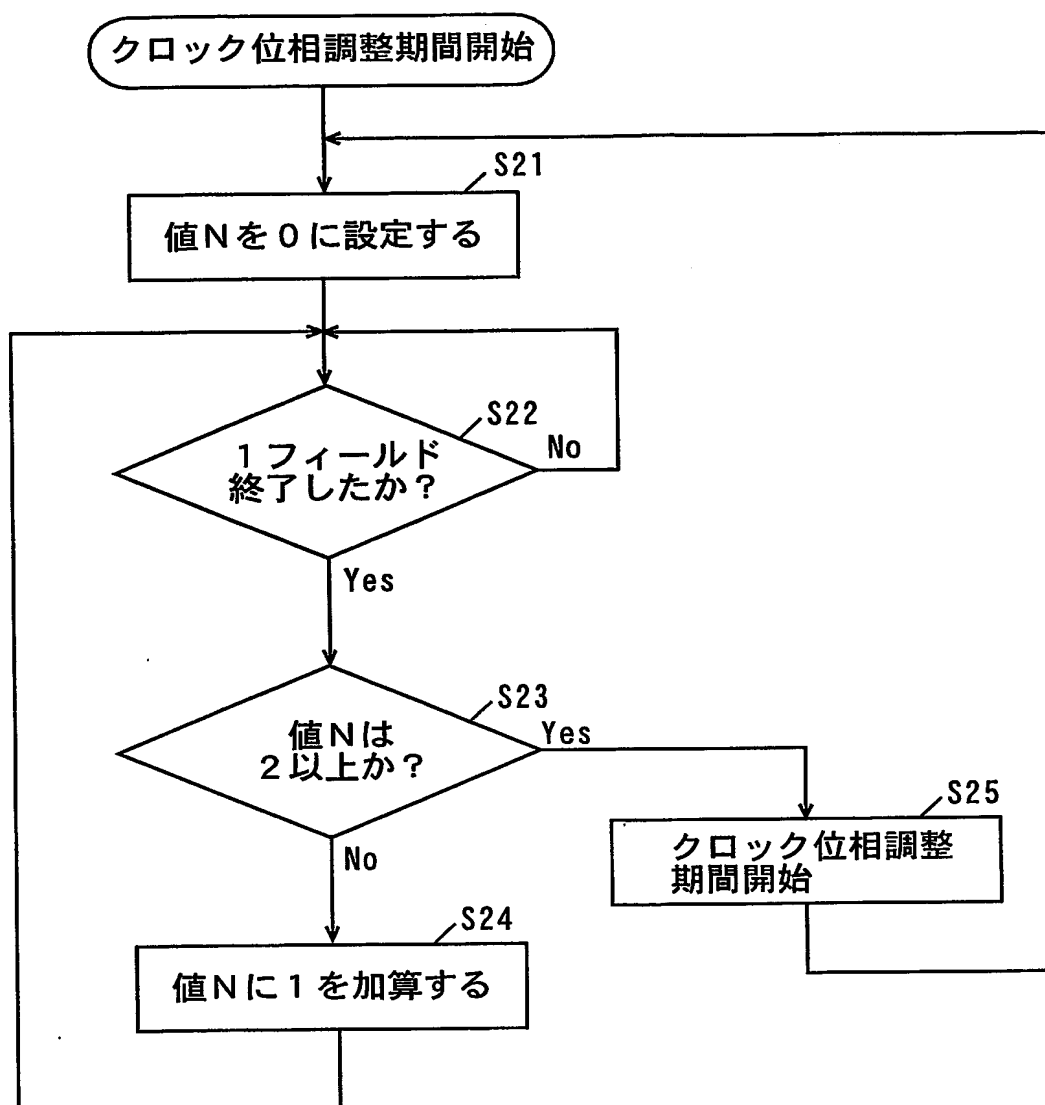 クロック位相調整期間開始
S21
値Nを0に設定する
S22
1フィールド
終了したか?
No
Yes
S23
値Nは
2以上か?
Yes
No
S25
クロック位相調整
期間開始
S24
値Nに1を加算する